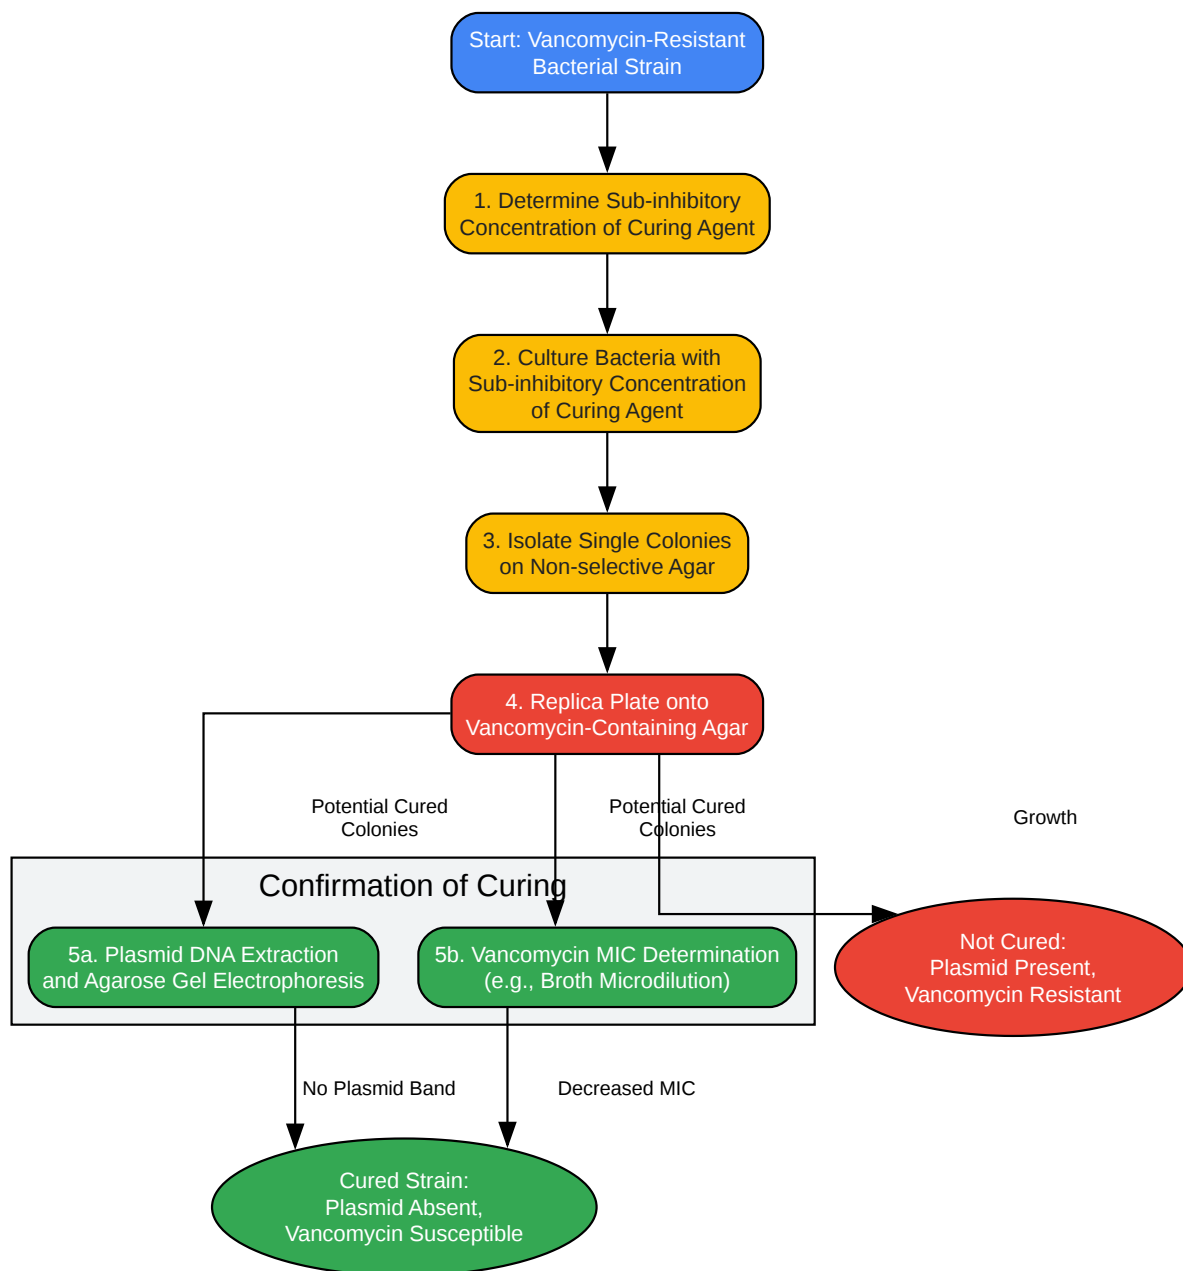 Start: Vancomycin-Resistant
Bacterial Strain
1. Determine Sub-inhibitory
Concentration of Curing Agent
2. Culture Bacteria with
Sub-inhibitory Concentration
of Curing Agent
3. Isolate Single Colonies
on Non-selective Agar
4. Replica Plate onto
Vancomycin-Containing Agar
Potential Cured
Colonies
Potential Cured
Colonies
Growth
Confirmation of Curing
5a. Plasmid DNA Extraction
and Agarose Gel Electrophoresis
5b. Vancomycin MIC Determination
(e.g., Broth Microdilution)
Not Cured:
Plasmid Present,
Vancomycin Resistant
No Plasmid Band
Decreased MIC
Cured Strain:
Plasmid Absent,
Vancomycin Susceptible